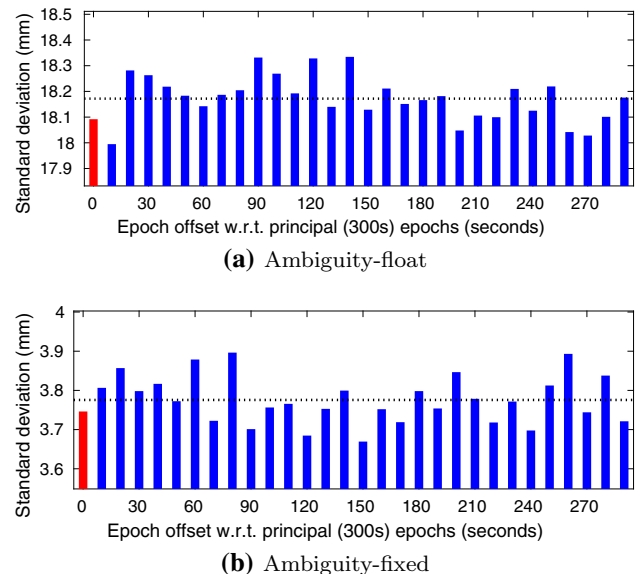 18.5
18.4
18.3
18.2
18.1
18
17.9
Standard deviation (mm)
0 30 60 90 120 150 180 210 240 270
Epoch offset w.r.t. principal (300s) epochs (seconds)
(a) Ambiguity-float
4
3.9
3.8
3.7
3.6
Standard deviation (mm)
0 30 60 90 120 150 180 210 240 270
Epoch offset w.r.t. principal (300s) epochs (seconds)
(b) Ambiguity-fixed